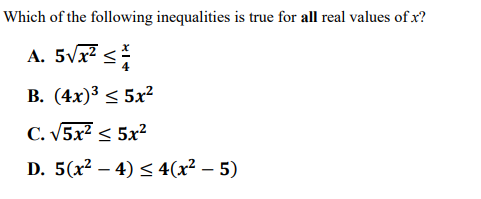 Which of the following inequalities is true for all real values of x?
A. 5√x² ≤ x/4
B. (4x)³ ≤ 5x²
C. √5x² ≤ 5x²
D. 5(x² – 4) ≤ 4(x² – 5)